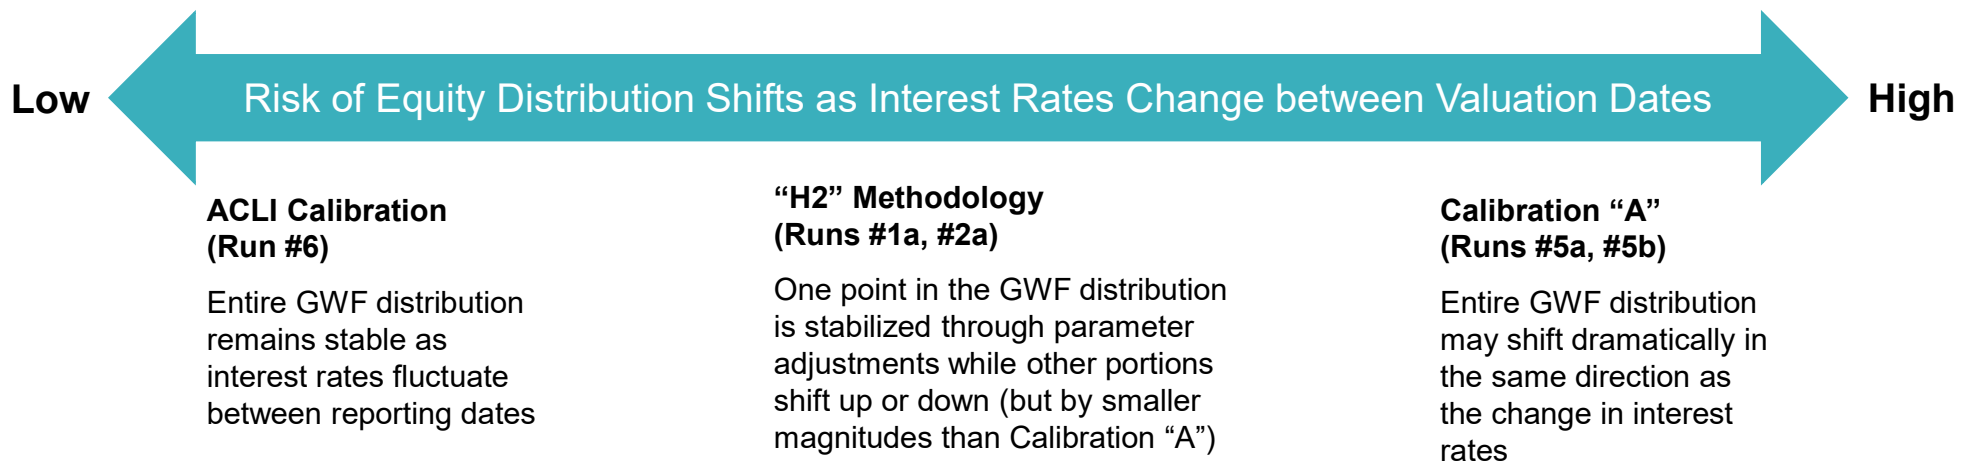 Low
Risk of Equity Distribution Shifts as Interest Rates Change between Valuation Dates
High
ACLI Calibration
(Run #6)
Entire GWF distribution
remains stable as
interest rates fluctuate
between reporting dates
“H2” Methodology
(Runs #1a, #2a)
One point in the GWF distribution
is stabilized through parameter
adjustments while other portions
shift up or down (but by smaller
magnitudes than Calibration “A”)
Calibration “A”
(Runs #5a, #5b)
Entire GWF distribution
may shift dramatically in
the same direction as
the change in interest
rates